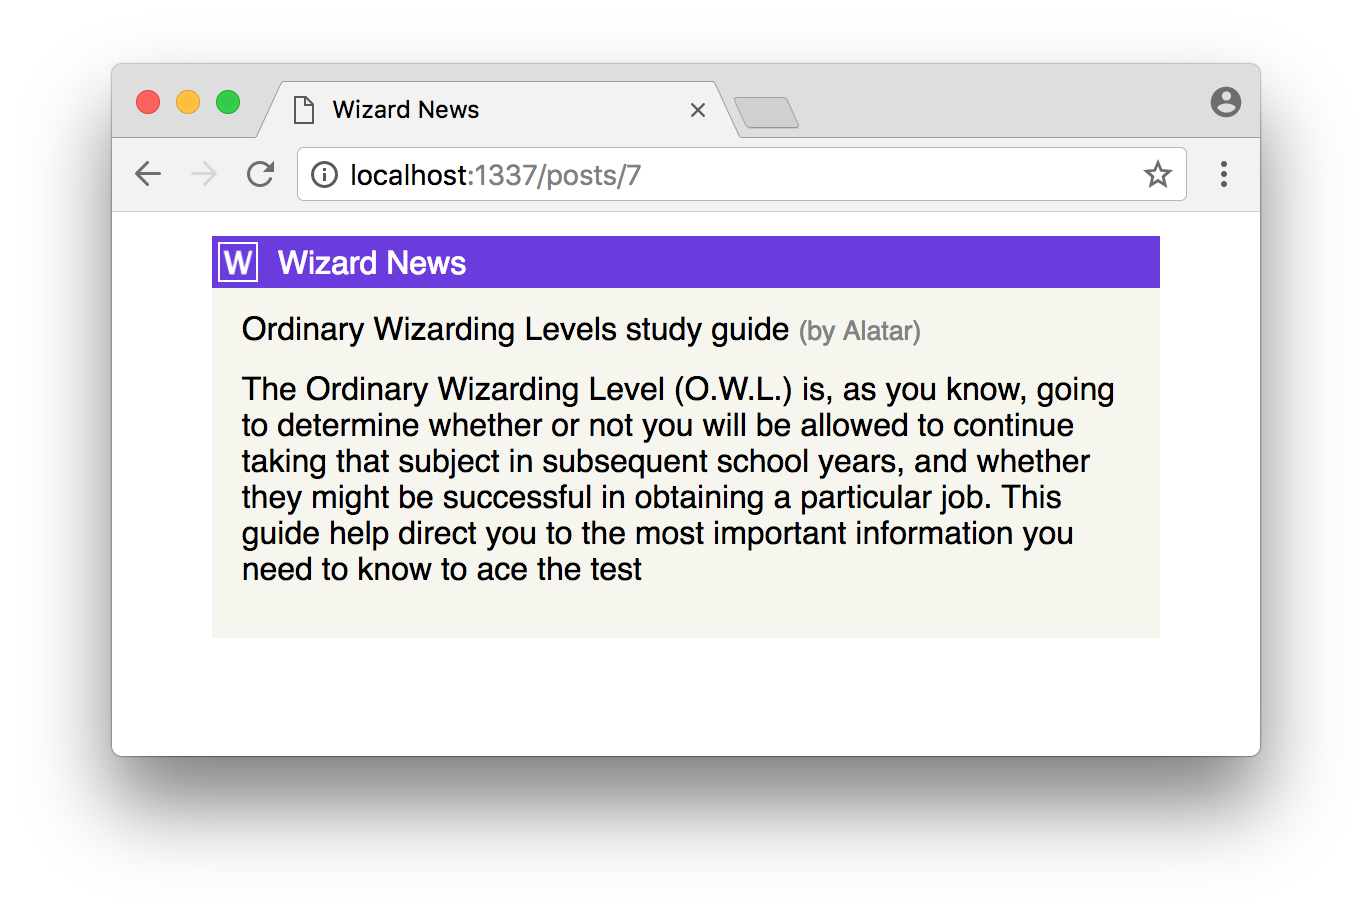 Wizard News
localhost:1337/posts/7
W Wizard News
Ordinary Wizarding Levels study guide (by Alatar)
The Ordinary Wizarding Level (O.W.L.) is, as you know, going
to determine whether or not you will be allowed to continue
taking that subject in subsequent school years, and whether
they might be successful in obtaining a particular job. This
guide help direct you to the most important information you
need to know to ace the test